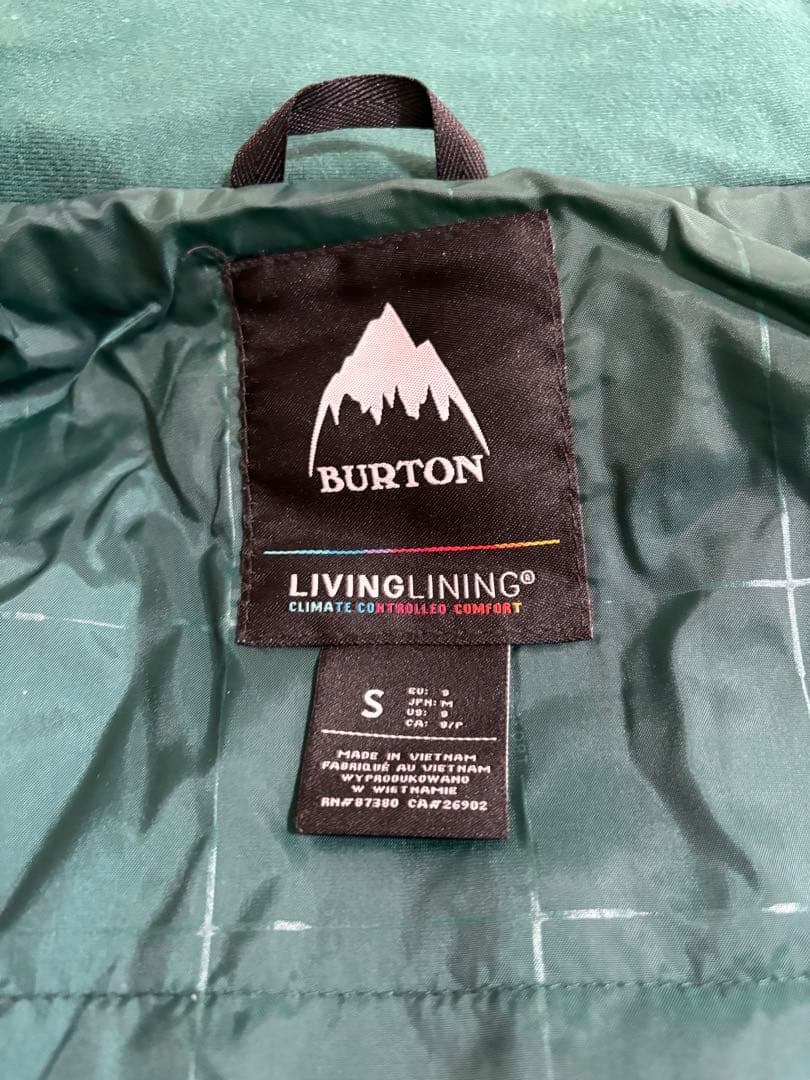 BURTON
LIVINGLINING®
CLIMATE CONTROLLED COMFORT
S
EU: S
JPN: M
US: S
CA: S/P
MADE IN VIETNAM
FABRIQUÉ AU VIETNAM
WYPRODUKOWANO
W WIETNAMIE
RN#87380 CA#26902